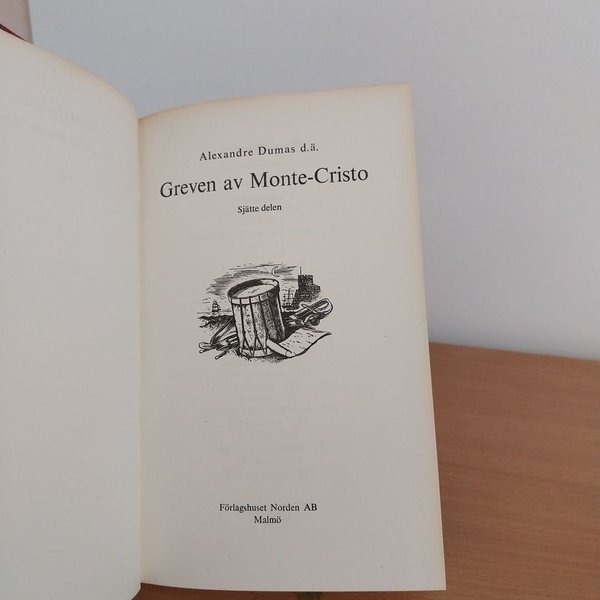 Alexandre Dumas d.ä.
Greven av Monte-Cristo
Sjätte delen
Förlagshuset Norden AB
Malmö